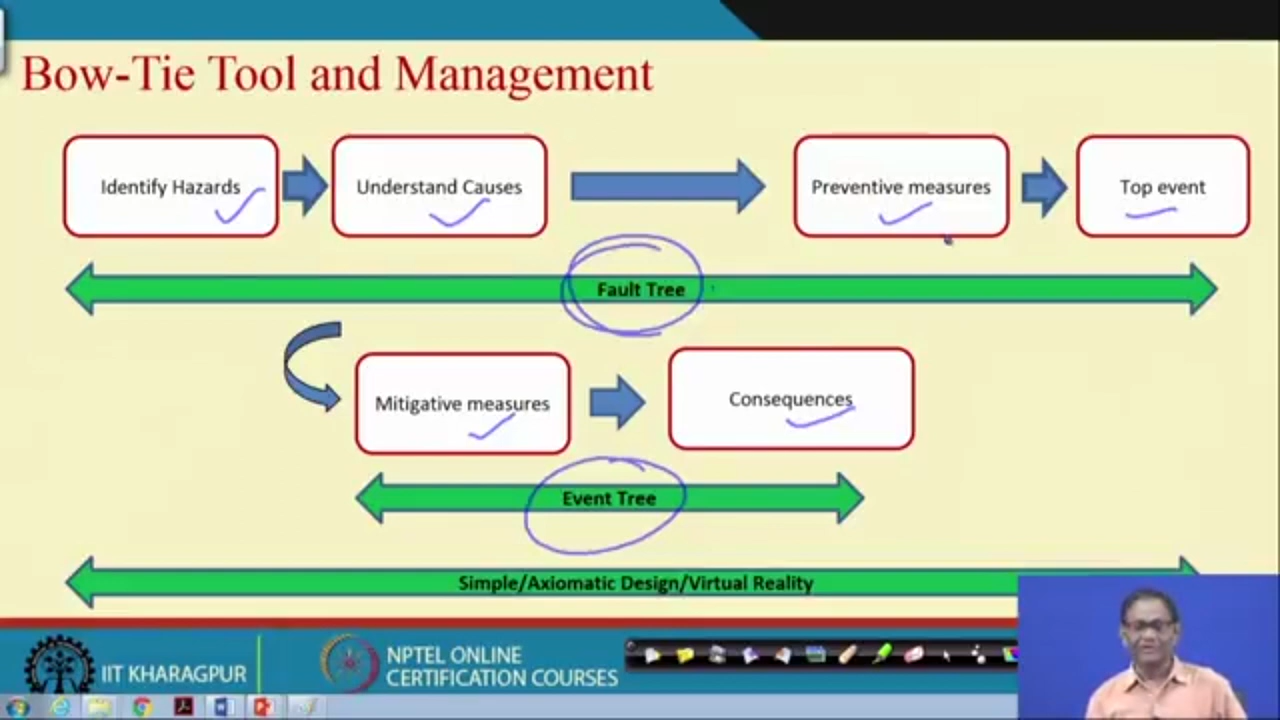 Bow-Tie Tool and Management
Identify Hazards
Understand Causes
Preventive measures
Top event
Fault Tree
Mitigative measures
Consequences
Event Tree
Simple/Axiomatic Design/Virtual Reality
IIT KHARAGPUR
NPTEL ONLINE
CERTIFICATION COURSES